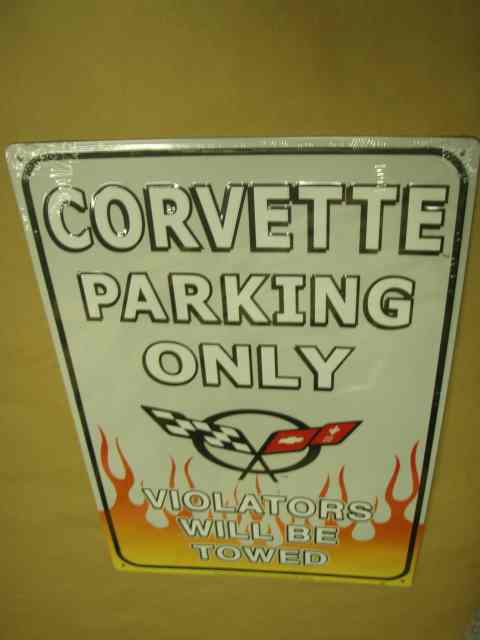 CORVETTE
PARKING
ONLY
VIOLATORS
WILL BE
TOWED